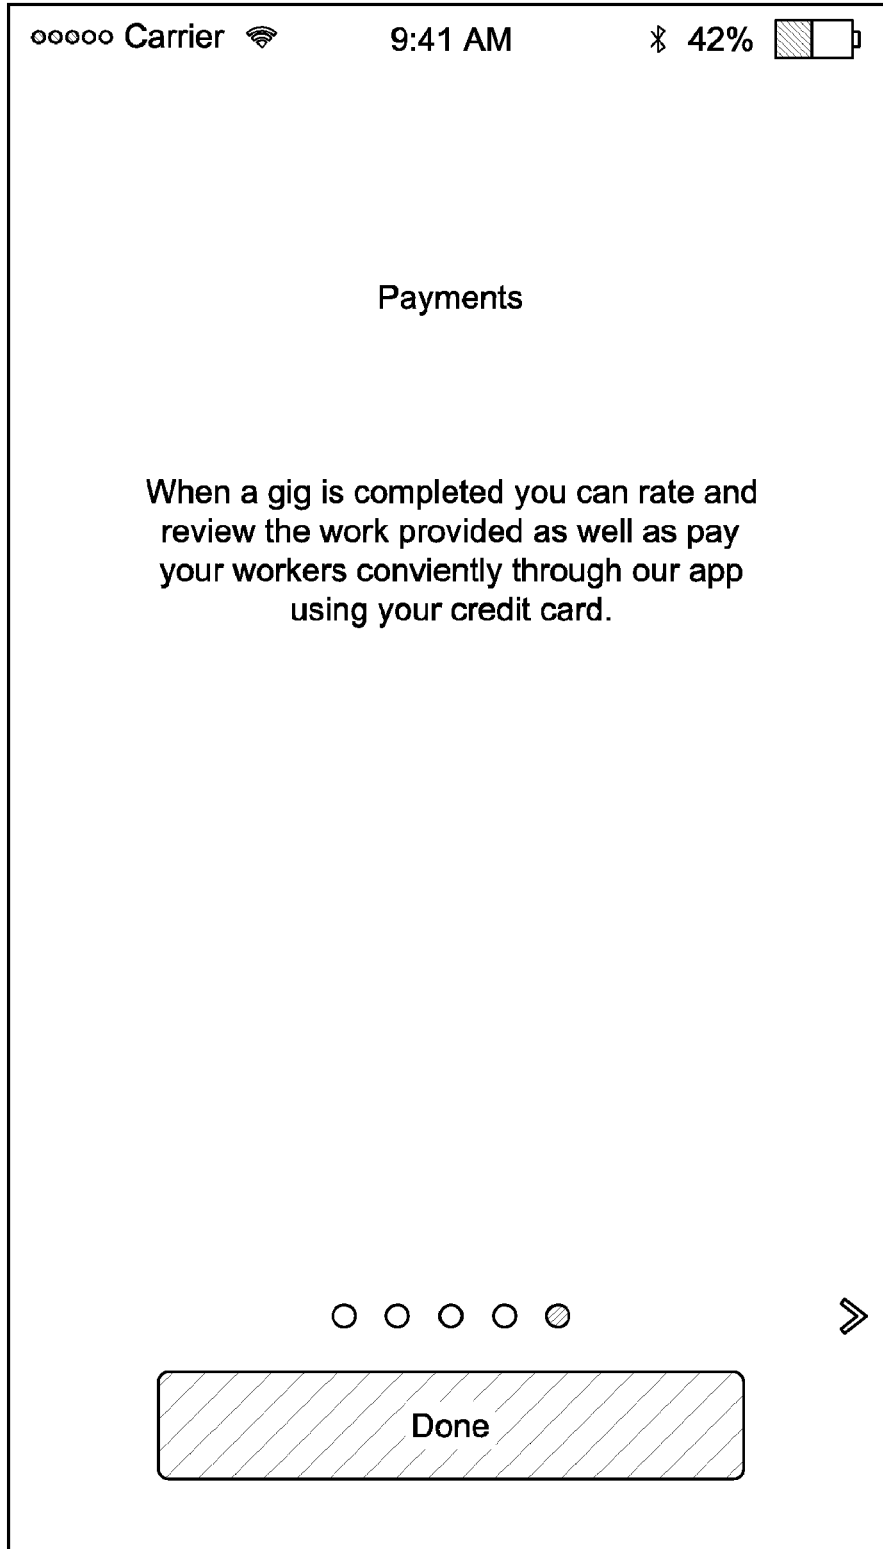 ooooo Carrier 9:41 AM 42%
Payments
When a gig is completed you can rate and
review the work provided as well as pay
your workers conviently through our app
using your credit card.
Done